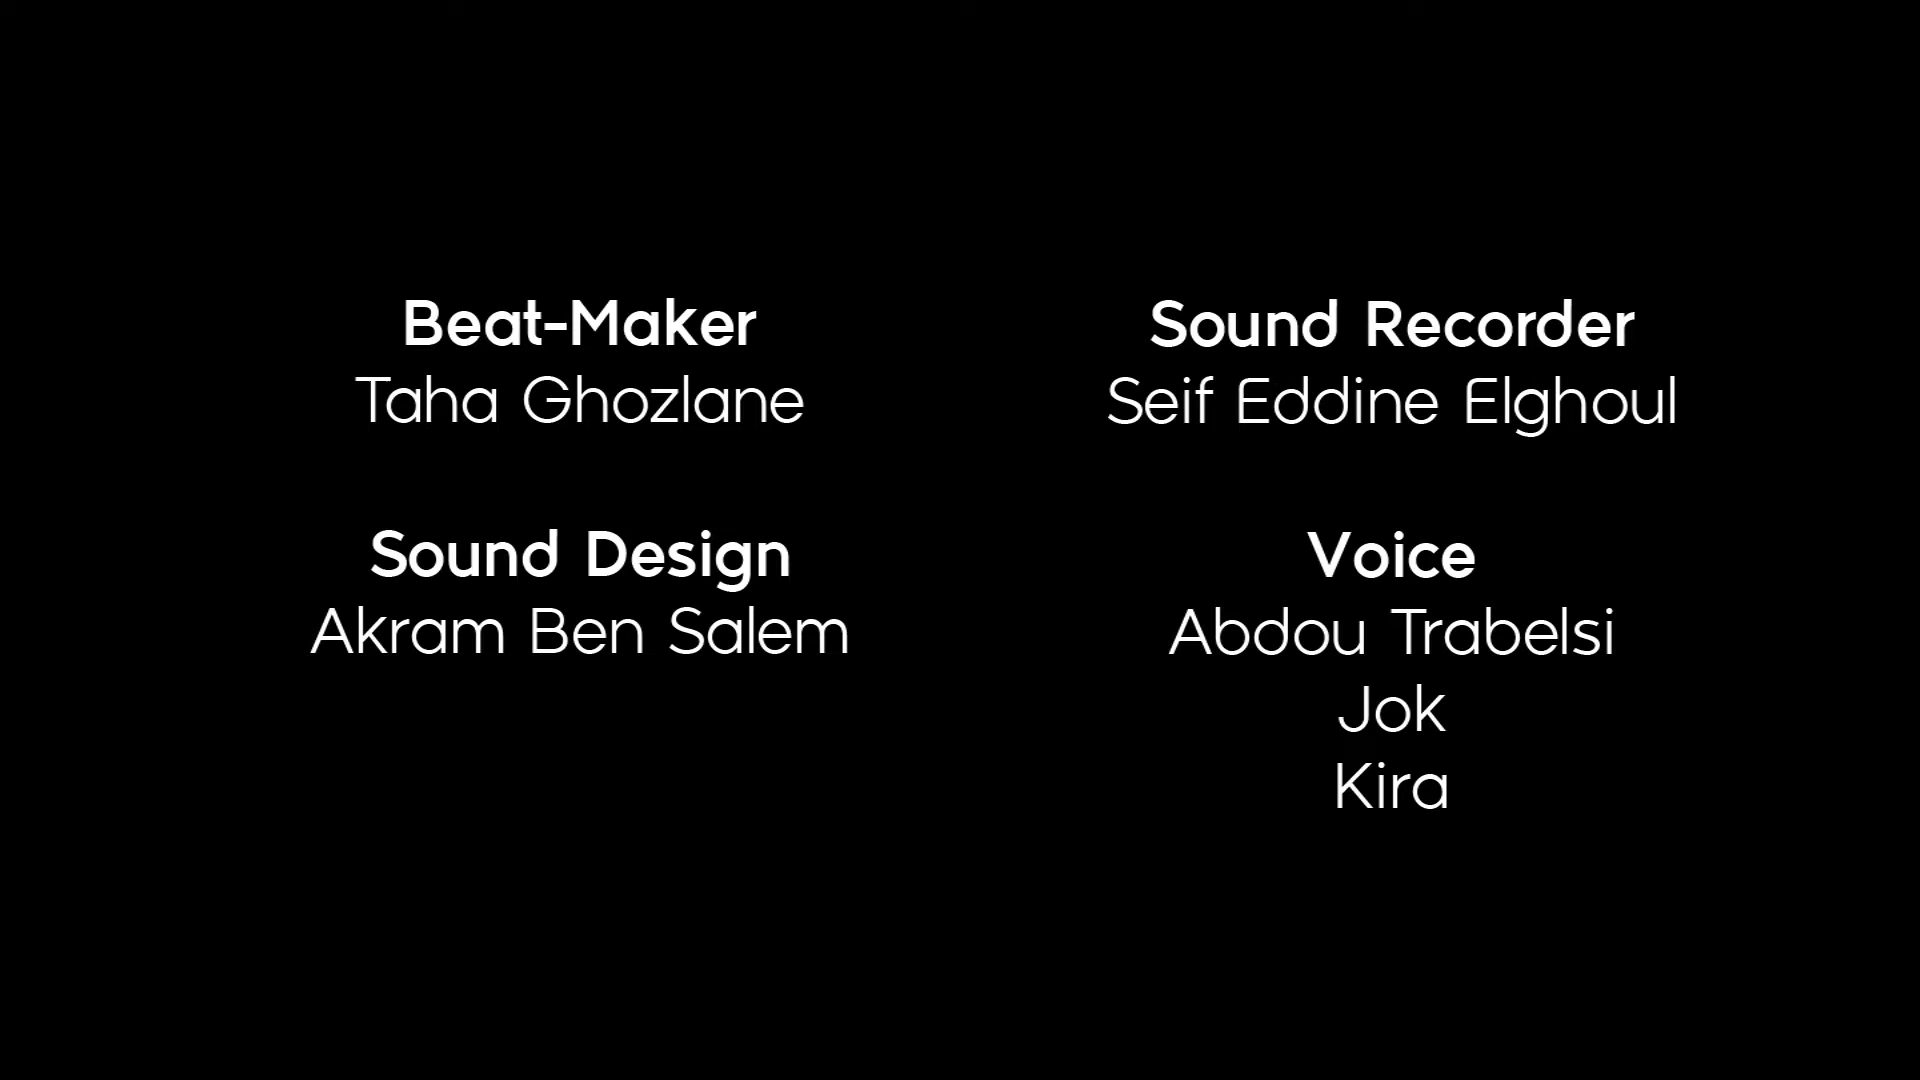 Beat-Maker
Taha Ghozlane
Sound Design
Akram Ben Salem
Sound Recorder
Seif Eddine Elghoul
Voice
Abdou Trabelsi
Jok
Kira